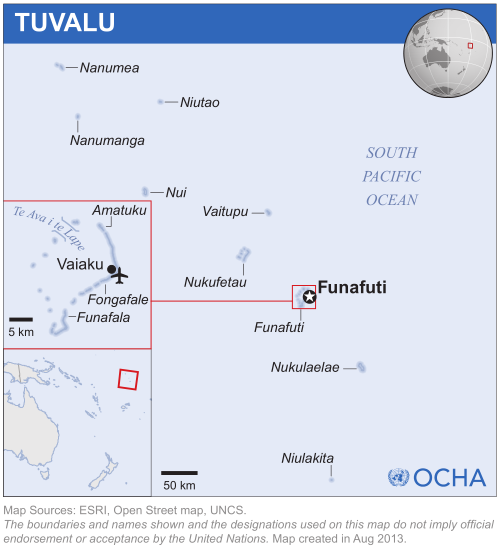 TUVALU
Nanumea
Niutao
Nanumanga
SOUTH
PACIFIC
OCEAN
Nui
Vaitupu
Te Ava i te Lape
Amatuku
Vaiaku
Nukufetau
Funafuti
Fongafale
Funafala
5 km
Funafuti
Nukulaelae
Niulakita
50 km
OCHA
Map Sources: ESRI, Open Street map, UNCS.
The boundaries and names shown and the designations used on this map do not imply official
endorsement or acceptance by the United Nations. Map created in Aug 2013.